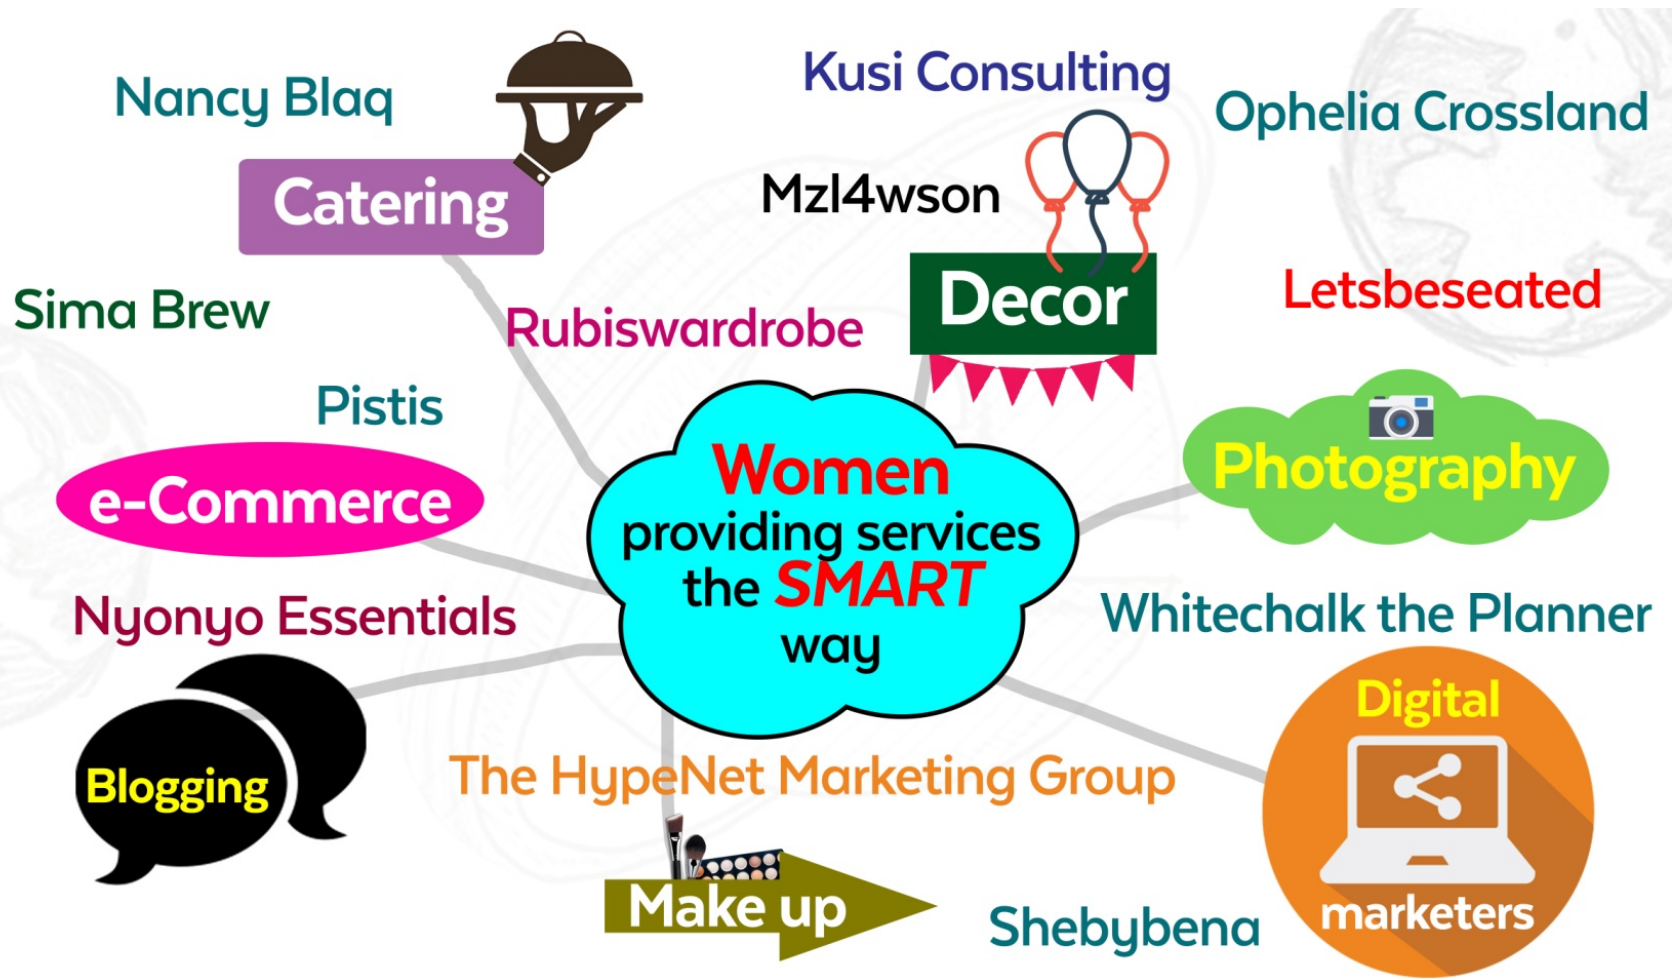 Nancy Blaq
Kusi Consulting
Ophelia Crossland
Catering
Mzl4wson
Sima Brew
Rubiswardrobe
Decor
Letsbeseated
Pistis
e-Commerce
Women
providing services
the SMART
way
Photography
Nyonyo Essentials
Whitechalk the Planner
Blogging
The HypeNet Marketing Group
Digital
marketers
Make up
Shebybena